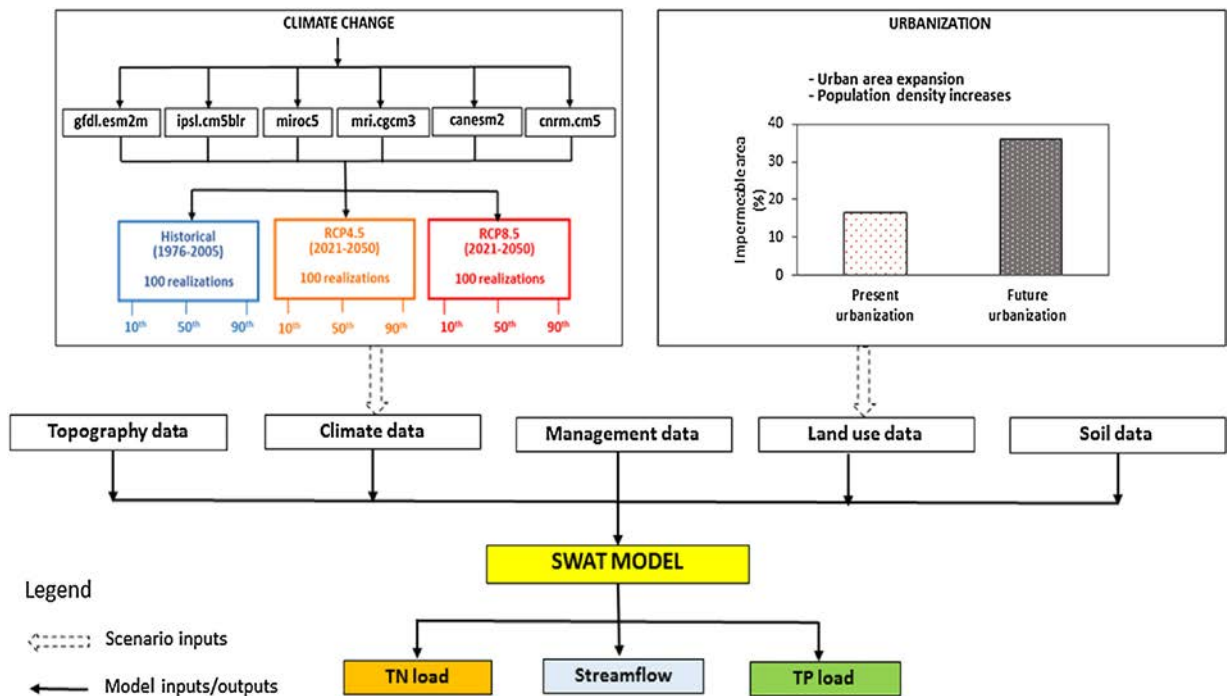 CLIMATE CHANGE
gfdl.esm2m
ipsl.cm5blr
miroc5
mri.cgcm3
canesm2
cnrm.cm5
Historical
(1976-2005)
100 realizations
RCP4.5
(2021-2050)
100 realizations
RCP8.5
(2021-2050)
100 realizations
10th 50th 90th
10th 50th 90th
10th 50th 90th
URBANIZATION
- Urban area expansion
- Population density increases
Impermeable area
(%)
40
30
20
10
0
Present
urbanization
Future
urbanization
Topography data
Climate data
Management data
Land use data
Soil data
SWAT MODEL
Legend
Scenario inputs
Model inputs/outputs
TN load
Streamflow
TP load